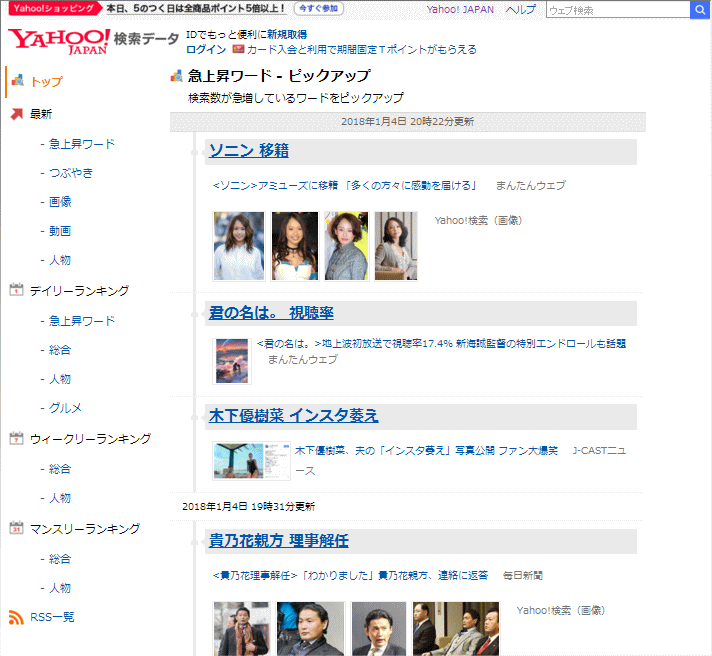 Yahoo!ショッピング 本日、5のつく日は全商品ポイント5倍以上! 今すぐ参加 Yahoo! JAPAN ヘルプ ウェブ検索
YAHOO! JAPAN 検索データ
IDでもっと便利に新規取得
ログイン カード入会と利用で期間固定Tポイントがもらえる
トップ
最新
- 急上昇ワード
- つぶやき
- 画像
- 動画
- 人物
デイリーランキング
- 急上昇ワード
- 総合
- 人物
- グルメ
ウィークリーランキング
- 総合
- 人物
マンスリーランキング
- 総合
- 人物
RSS一覧
急上昇ワード - ピックアップ
検索数が急増しているワードをピックアップ
2018年1月4日 20時22分更新
ソニン 移籍
<ソニン>アミューズに移籍 「多くの方々に感動を届ける」 まんたんウェブ
Yahoo!検索（画像）
君の名は。 視聴率
<君の名は。>地上波初放送で視聴率17.4% 新海誠監督の特別エンドロールも話題
まんたんウェブ
木下優樹菜 インスタ萎え
木下優樹菜、夫の「インスタ萎え」写真公開 ファン大爆笑 J-CASTニュ
ース
2018年1月4日 19時31分更新
貴乃花親方 理事解任
<貴乃花理事解任>「わかりました」貴乃花親方、連絡に返答 毎日新聞
Yahoo!検索（画像）